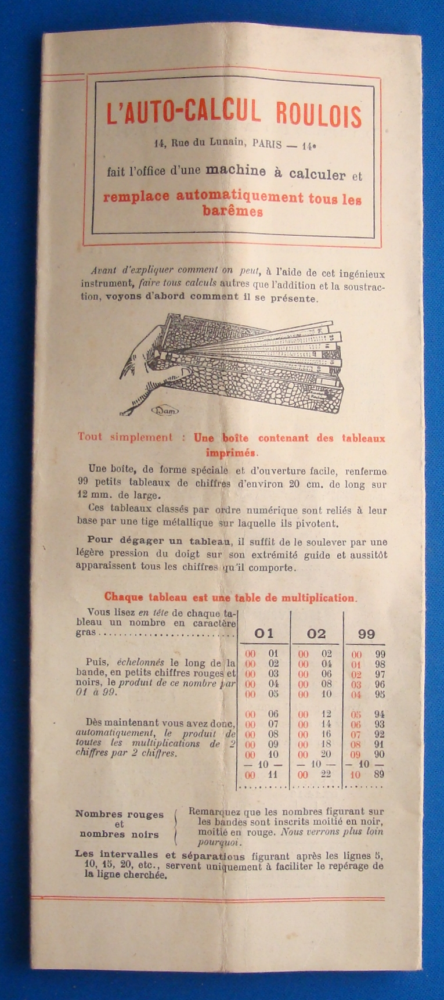 L'AUTO-CALCUL ROULOIS
14, Rue du Lunain, PARIS — 14e
fait l'office d'une machine à calculer et
remplace automatiquement tous les
barêmes
Avant d'expliquer comment on peut, à l'aide de cet ingénieux
instrument, faire tous calculs autres que l'addition et la soustrac-
tion, voyons d'abord comment il se présente.
Dam
Tout simplement : Une boîte contenant des tableaux
imprimés.
Une boîte, de forme spéciale et d'ouverture facile, renferme
99 petits tableaux de chiffres d'environ 20 cm. de long sur
12 mm. de large.
Ces tableaux classés par ordre numérique sont reliés à leur
base par une tige métallique sur laquelle ils pivotent.
Pour dégager un tableau, il suffit de le soulever par une
légère pression du doigt sur son extrémité guide et aussitôt
apparaissent tous les chiffres qu'il comporte.
Chaque tableau est une table de multiplication.
Vous lisez en tête de chaque ta-
bleau un nombre en caractère
gras
01 02 99
Puis, échelonnés le long de la
bande, en petits chiffres rouges et
noirs, le produit de ce nombre par
01 à 99.
00 01 00 02 00 99
00 02 00 04 01 98
00 03 00 06 02 97
00 04 00 08 03 96
00 05 00 10 04 95
Dès maintenant vous avez donc,
automatiquement, le produit de
toutes les multiplications de 2
chiffres par 2 chiffres.
00 06 00 12 05 94
00 07 00 14 06 93
00 08 00 16 07 92
00 09 00 18 08 91
00 10 00 20 09 90
— 10 — — 10 — — 10 —
00 11 00 22 10 89
Nombres rouges
et
nombres noirs
Remarquez que les nombres figurant sur
les bandes sont inscrits moitié en noir,
moitié en rouge. Nous verrons plus loin
pourquoi.
Les intervalles et séparations figurant après les lignes 5,
10, 15, 20, etc., servent uniquement à faciliter le repérage de
la ligne cherchée.